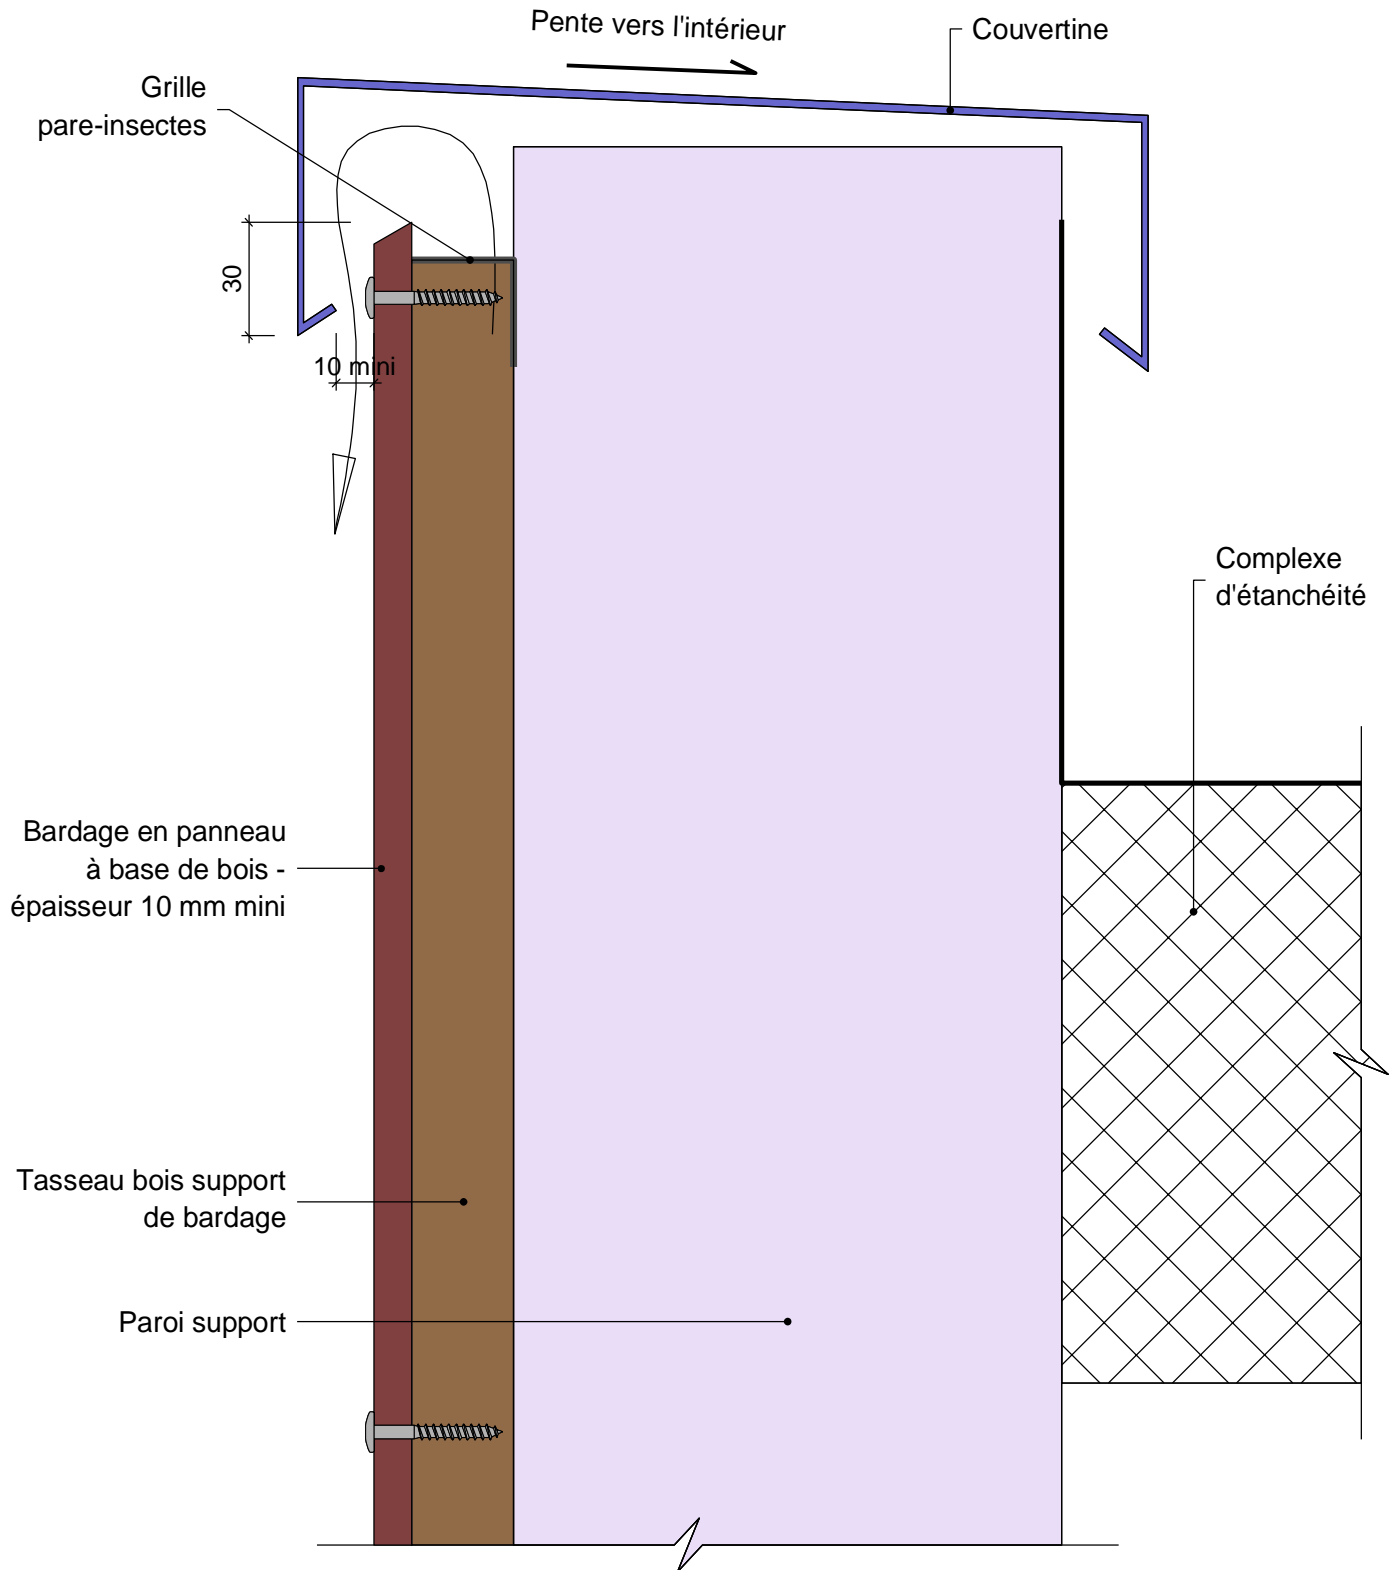 Pente vers l'intérieur
Couvertine
Grille
pare-insectes
30
10 mini
Complexe
d'étanchéité
Bardage en panneau
à base de bois -
épaisseur 10 mm mini
Tasseau bois support
de bardage
Paroi support